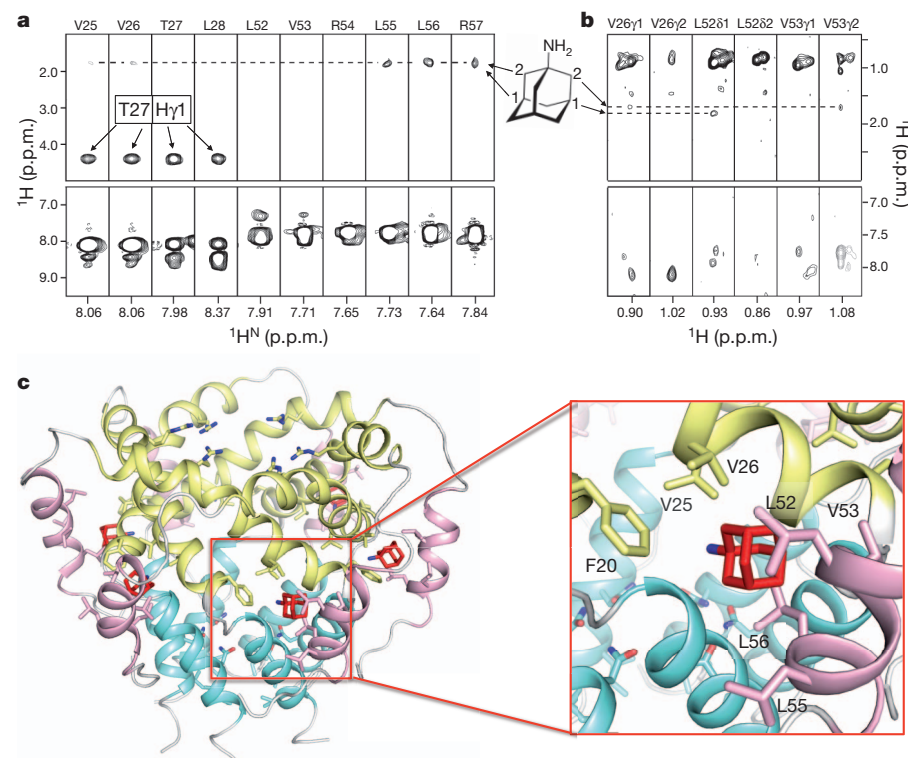 a
V25 V26 T27 L28 L52 V53 R54 L55 L56 R57
2.0
3.0
4.0
T27 Hγ1
7.0
8.0
9.0
¹H (p.p.m.)
8.06 8.06 7.98 8.37 7.91 7.71 7.65 7.73 7.64 7.84
¹Hᴺ (p.p.m.)
NH₂
2 2
1 1
b
V26γ1 V26γ2 L52δ1 L52δ2 V53γ1 V53γ2
1.0
2.0
7.0
7.5
8.0
¹H (p.p.m.)
0.90 1.02 0.93 0.86 0.97 1.08
¹H (p.p.m.)
c
V26
V25
L52
V53
F20
L56
L55